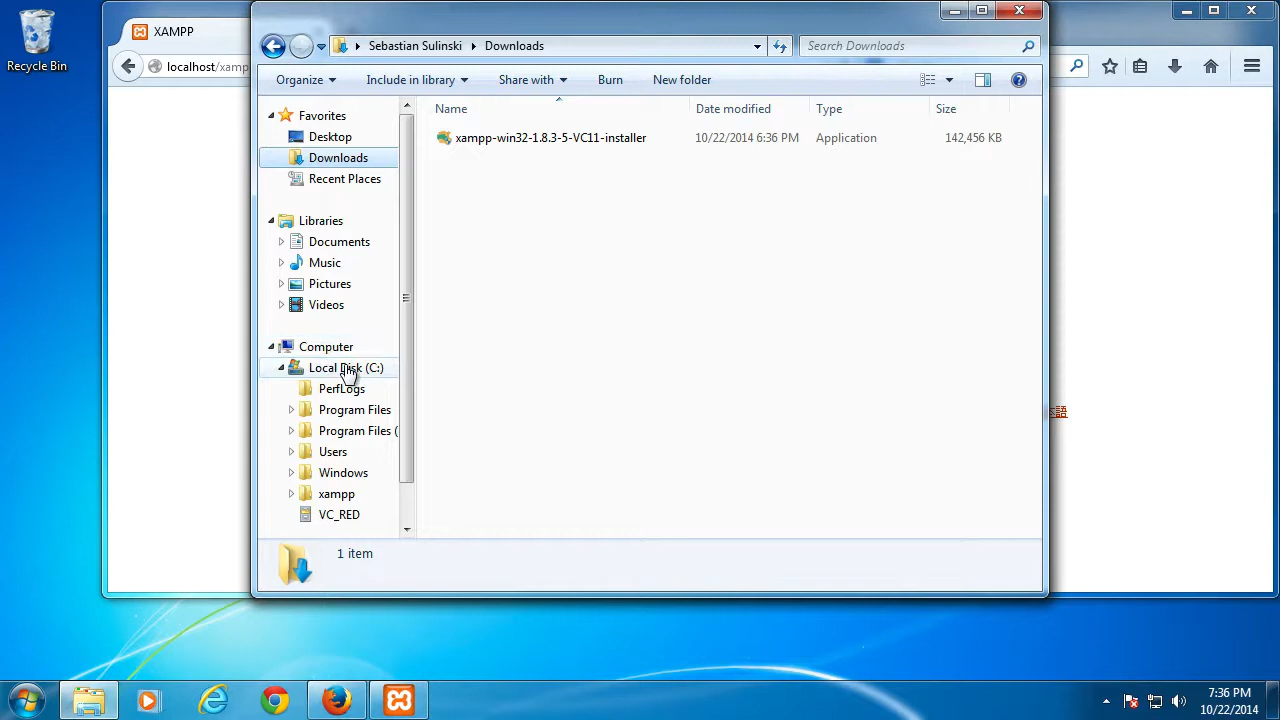 Recycle Bin
XAMPP
localhost/xamp
Sebastian Sulinski Downloads
Search Downloads
Organize Include in library Share with Burn New folder
Name Date modified Type Size
xampp-win32-1.8.3-5-VC11-installer 10/22/2014 6:36 PM Application 142,456 KB
Favorites
Desktop
Downloads
Recent Places
Libraries
Documents
Music
Pictures
Videos
Computer
Local Disk (C:)
PerfLogs
Program Files
Program Files (
Users
Windows
xampp
VC_RED
1 item
語
7:36 PM
10/22/2014